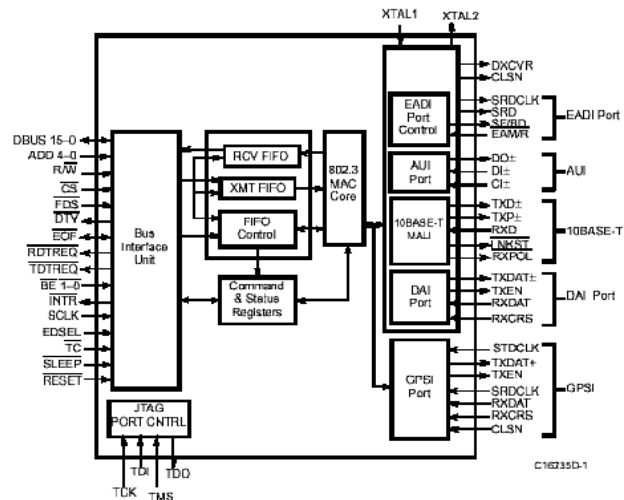 XTAL1
XTAL2
DXCVR
CLSN
SRDCLK
SRD
SF/BD
EAM/R
EADI Port
EADI
Port
Control
DBUS 15–0
ADD 4–0
R/W
CS
FDS
DTV
EOF
RDTREQ
TDTREQ
BE 1–0
INTR
SCLK
EDSEL
TC
SLEEP
RESET
Bus
Interface
Unit
RCV FIFO
XMT FIFO
FIFO
Control
802.3
MAC
Core
Command
& Status
Registers
AUI
Port
DO±
DI±
CI±
AUI
10BASE-T
MAU
TXD±
TXP±
RXD
LNKST
RXPOL
10BASE-T
DAI
Port
TXDAT±
TXEN
RXDAT
RXCRS
DAI Port
GPSI
Port
STDCLK
TXDAT+
TXEN
SRDCLK
RXDAT
RXCRS
CLSN
GPSI
JTAG
PORT CNTRL
TCK
TDI
TMS
TDO
C16235D-1